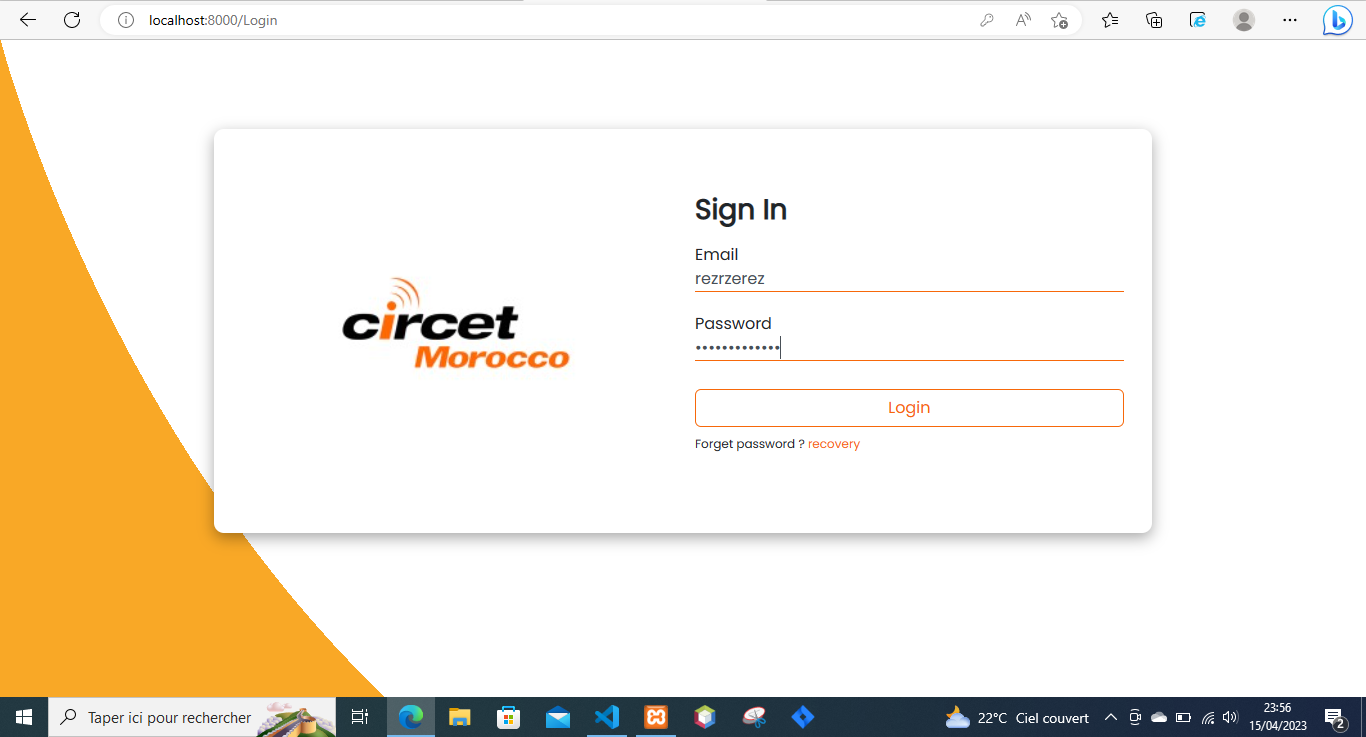 localhost:8000/Login
circet
Morocco
Sign In
Email
rezrzerez
Password
•••••••••••••
Login
Forget password ? recovery
Taper ici pour rechercher
22°C Ciel couvert
23:56
15/04/2023
2